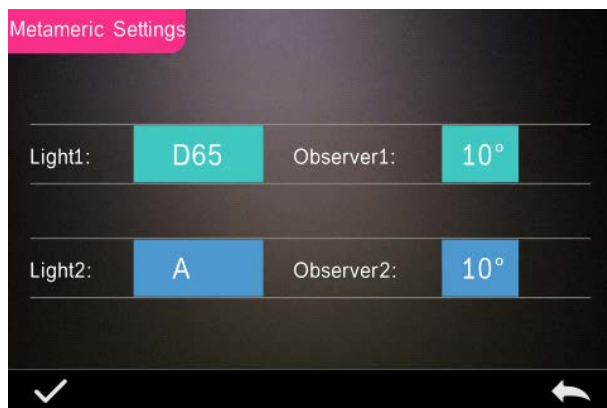 Metameric Settings
Light1: D65 Observer1: 10°
Light2: A Observer2: 10°